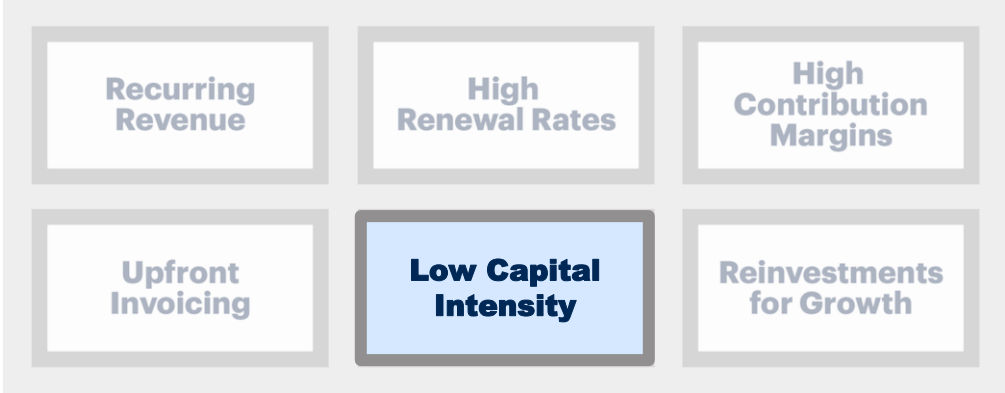 Recurring
Revenue
High
Renewal Rates
High
Contribution
Margins
Upfront
Invoicing
Low Capital
Intensity
Reinvestments
for Growth